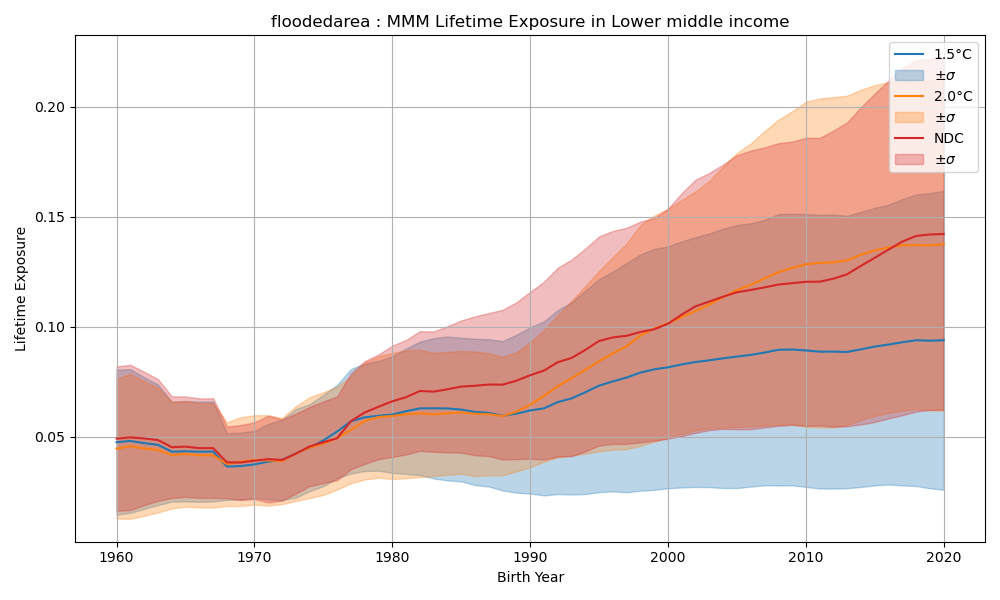 floodedarea : MMM Lifetime Exposure in Lower middle income
1.5°C
±σ
2.0°C
±σ
NDC
±σ
Lifetime Exposure
0.20
0.15
0.10
0.05
1960
1970
1980
1990
2000
2010
2020
Birth Year